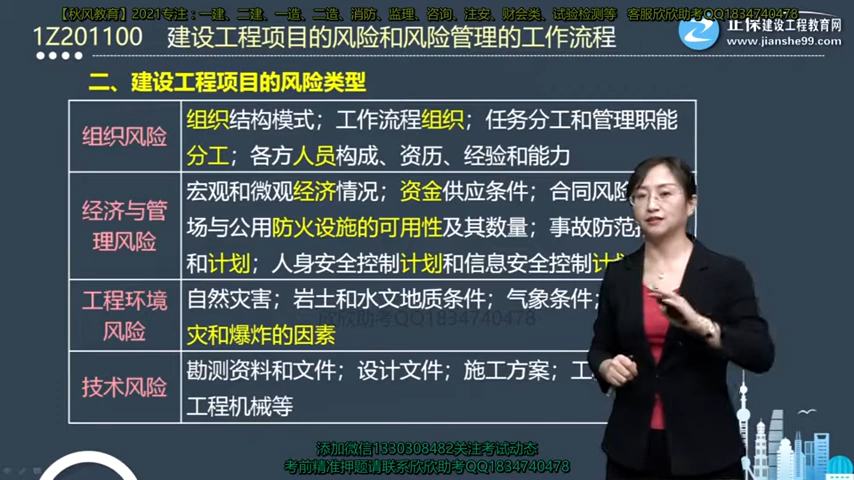 【秋风教育】2021专注：一建、二建、一造、二造、消防、监理、咨询、注安、财会类、试验检测等 客服欣欣助考QQ1834740478
1Z201100 建设工程项目的风险和风险管理的工作流程
正保建设工程教育网
www.jianshe99.com
二、建设工程项目的风险类型
组织风险
组织结构模式；工作流程组织；任务分工和管理职能
分工；各方人员构成、资历、经验和能力
经济与管
理风险
宏观和微观经济情况；资金供应条件；合同风险
场与公用防火设施的可用性及其数量；事故防范
和计划；人身安全控制计划和信息安全控制计
工程环境
风险
自然灾害；岩土和水文地质条件；气象条件；
灾和爆炸的因素
欣欣助考QQ1834740478
技术风险
勘测资料和文件；设计文件；施工方案；工
工程机械等
添加微信1330308482关注考试动态
考前精准押题请联系欣欣助考QQ1834740478